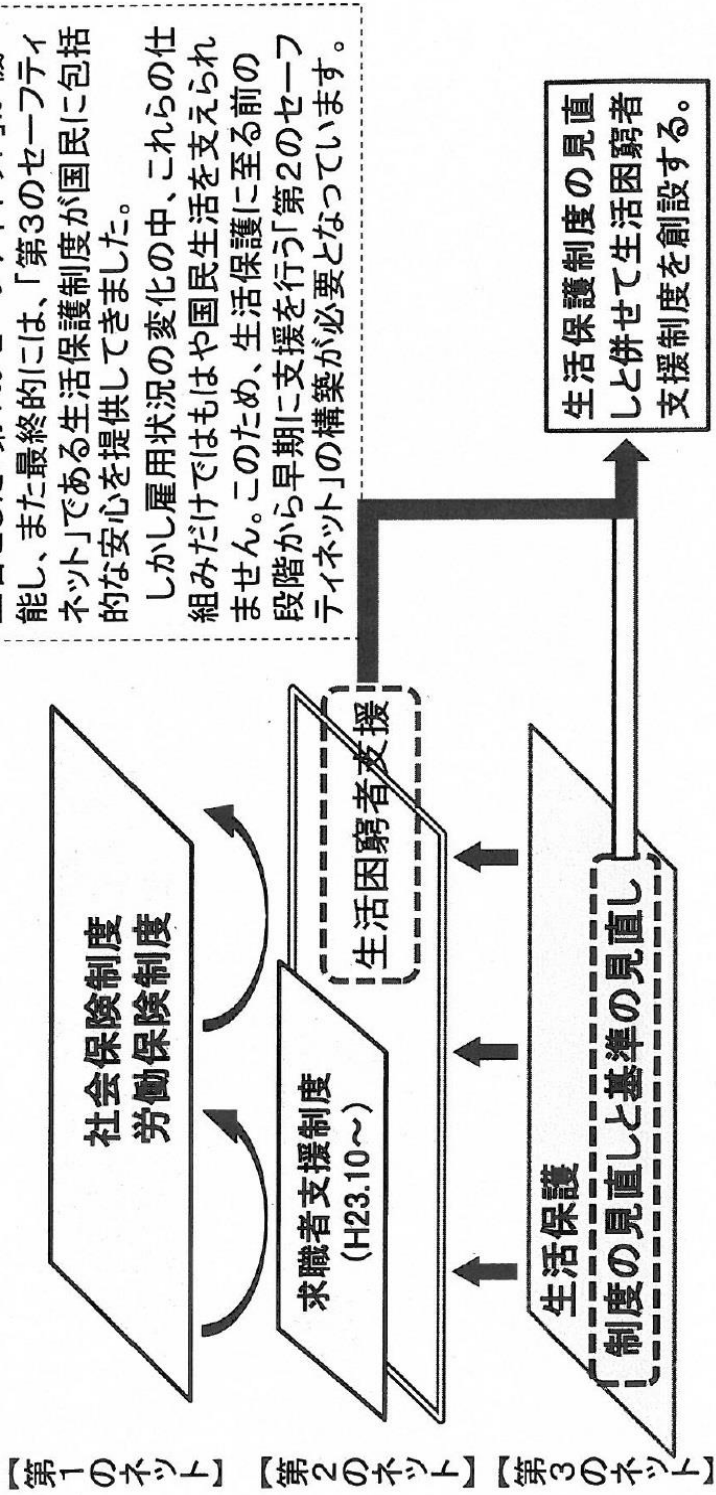 能し、また最終的には、「第3のセーフティ
ネット」である生活保護制度が国民に包括
的な安心を提供してきました。
しかし雇用状況の変化の中、これらの仕
組みだけではもはや国民生活を支えられ
ません。このため、生活保護に至る前の
段階から早期に支援を行う「第2のセーフ
ティネット」の構築が必要となっています。
【第1のネット】
社会保険制度
労働保険制度
【第2のネット】
求職者支援制度
(H23.10～)
生活困窮者支援
【第3のネット】
生活保護
制度の見直しと基準の見直し
生活保護制度の見直
しと併せて生活困窮者
支援制度を創設する。